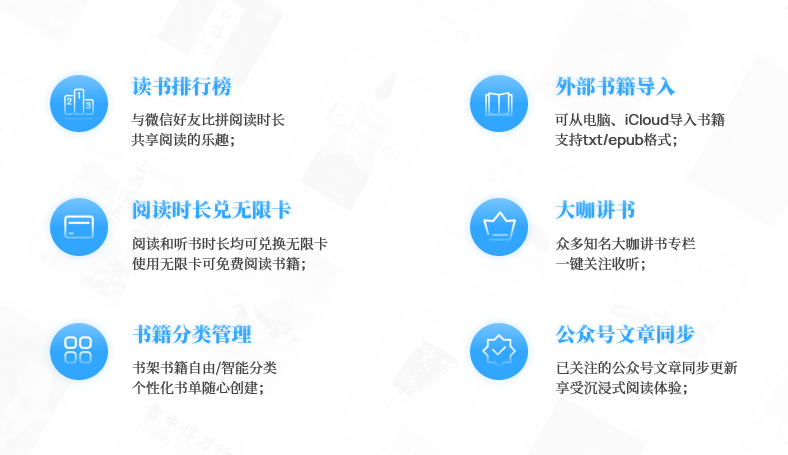 读书排行榜
与微信好友比拼阅读时长
共享阅读的乐趣；
外部书籍导入
可从电脑、iCloud导入书籍
支持txt/epub格式；
阅读时长兑无限卡
阅读和听书时长均可兑换无限卡
使用无限卡可免费阅读书籍；
大咖讲书
众多知名大咖讲书专栏
一键关注收听；
书籍分类管理
书架书籍自由/智能分类
个性化书单随心创建；
公众号文章同步
已关注的公众号文章同步更新
享受沉浸式阅读体验；
2 1 3
雪中悍刀行